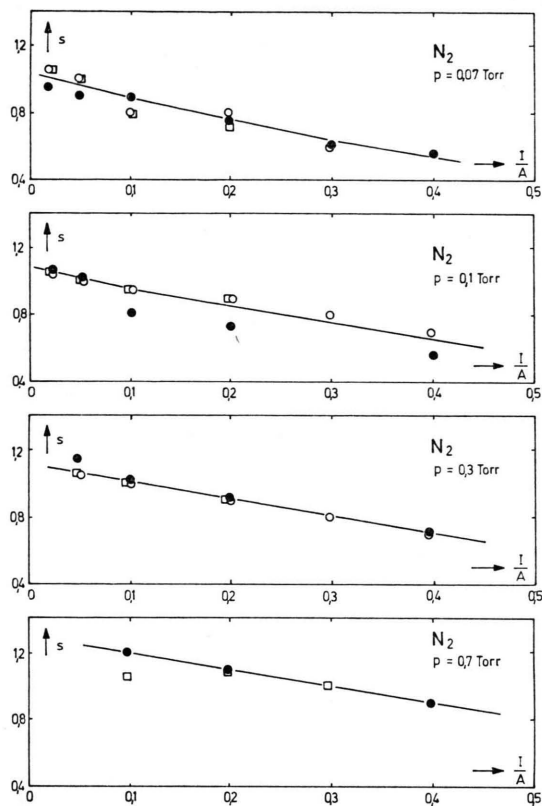 1,2
s
N2
p = 0,07 Torr
0,8
I
A
0,4
0 0,1 0,2 0,3 0,4 0,5
1,2
s
N2
p = 0,1 Torr
0,8
I
A
0,4
0 0,1 0,2 0,3 0,4 0,5
1,2
s
N2
p = 0,3 Torr
0,8
I
A
0,4
0 0,1 0,2 0,3 0,4 0,5
1,2
s
N2
p = 0,7 Torr
0,8
I
A
0,4
0 0,1 0,2 0,3 0,4 0,5